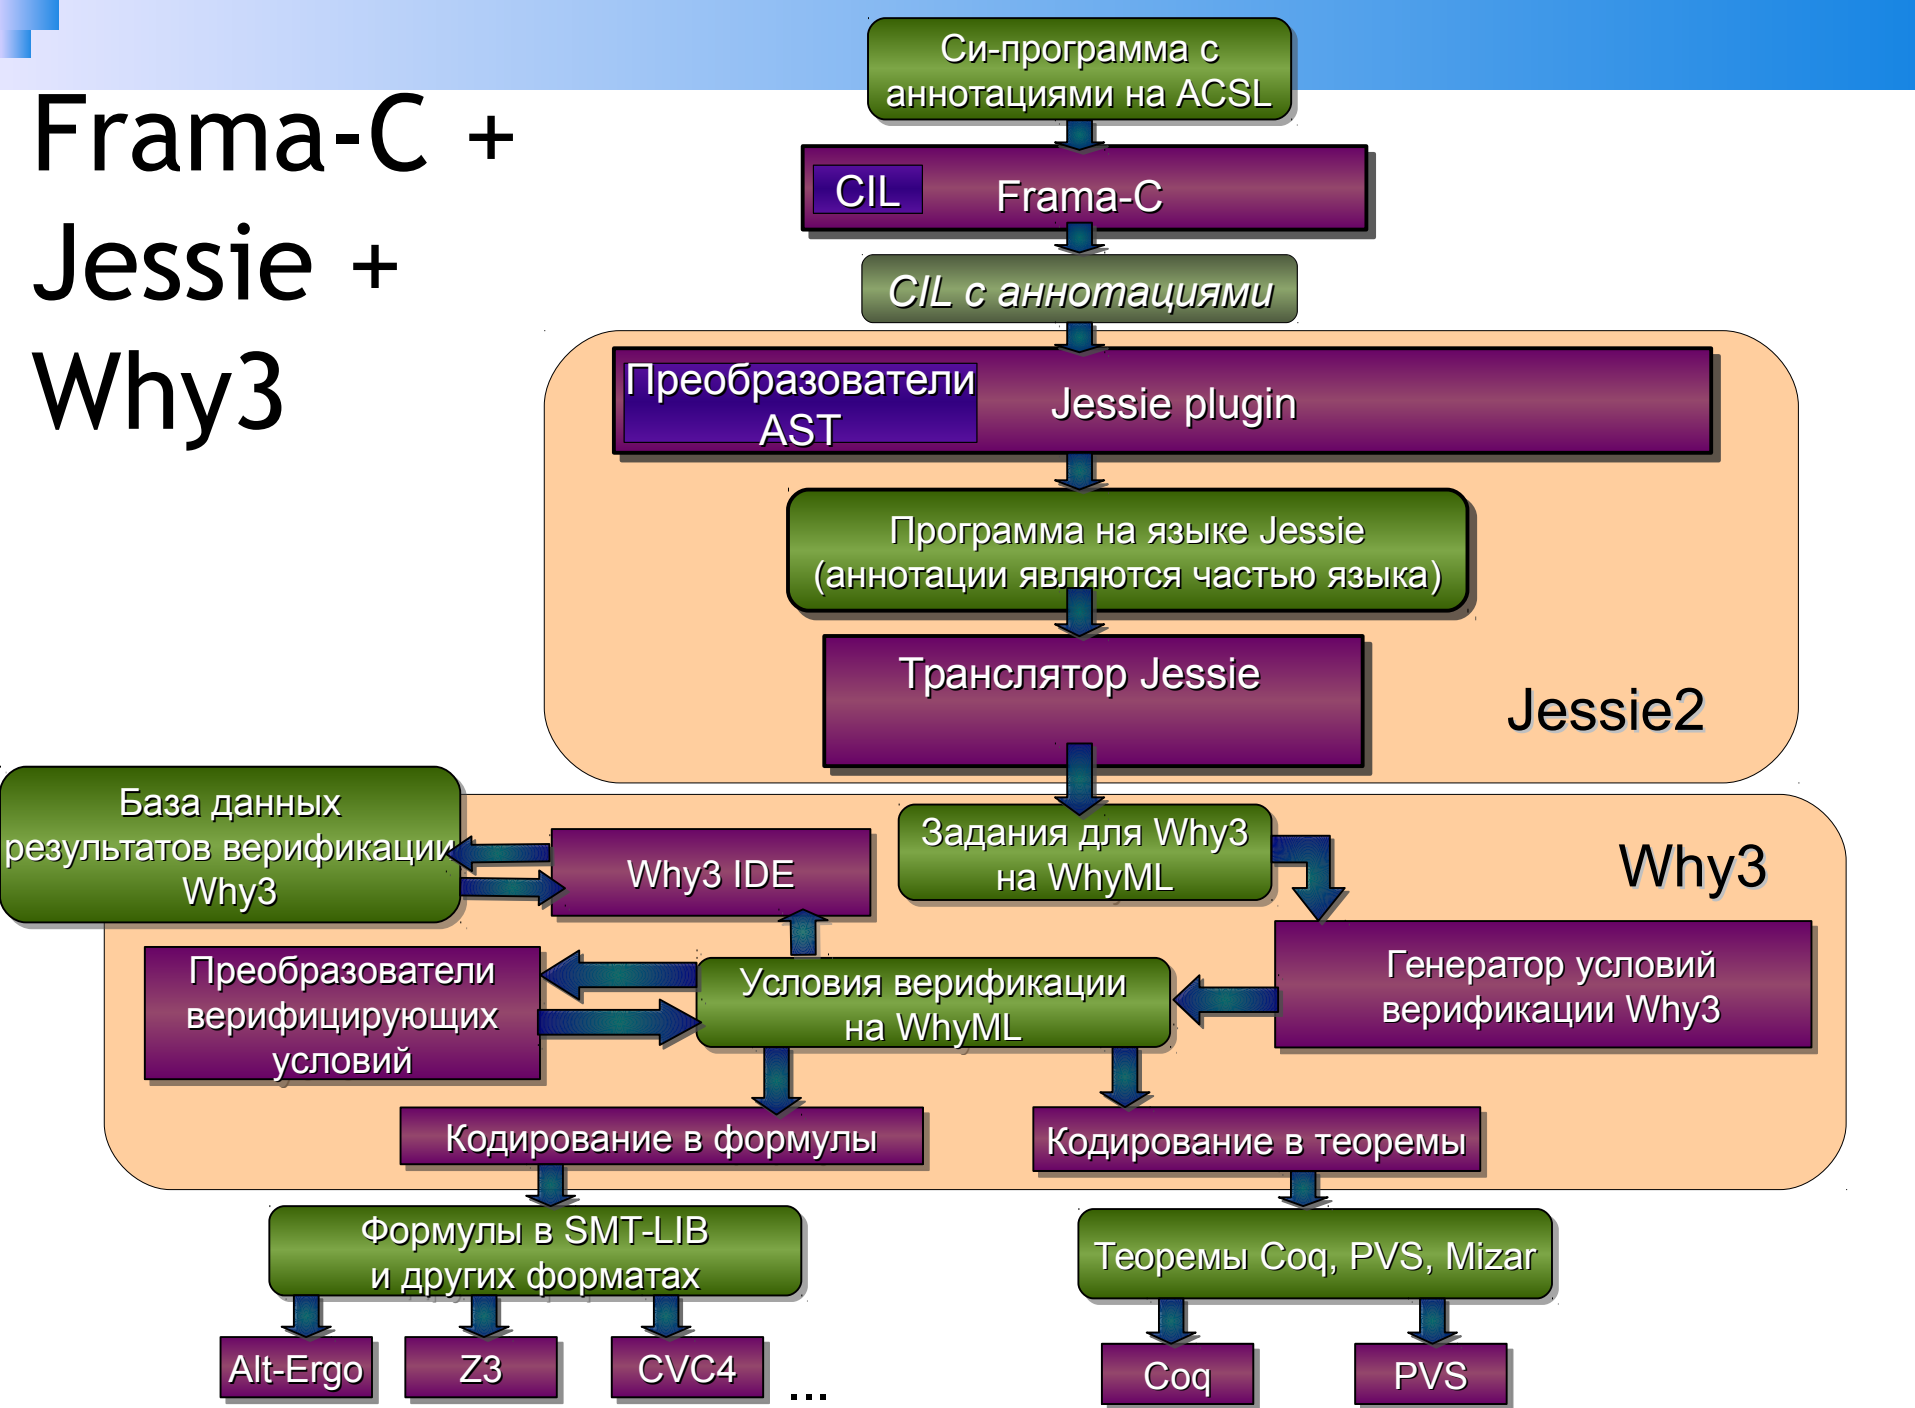 Frama-C +
Jessie +
Why3
Си-программа с
аннотациями на ACSL
CIL
Frama-C
CIL с аннотациями
Преобразователи
AST
Jessie plugin
Программа на языке Jessie
(аннотации являются частью языка)
Транслятор Jessie
Jessie2
База данных
результатов верификации
Why3
Why3 IDE
Задания для Why3
на WhyML
Why3
Преобразователи
верифицирующих
условий
Условия верификации
на WhyML
Генератор условий
верификации Why3
Кодирование в формулы
Кодирование в теоремы
Формулы в SMT-LIB
и других форматах
Теоремы Coq, PVS, Mizar
Alt-Ergo
Z3
CVC4
...
Coq
PVS